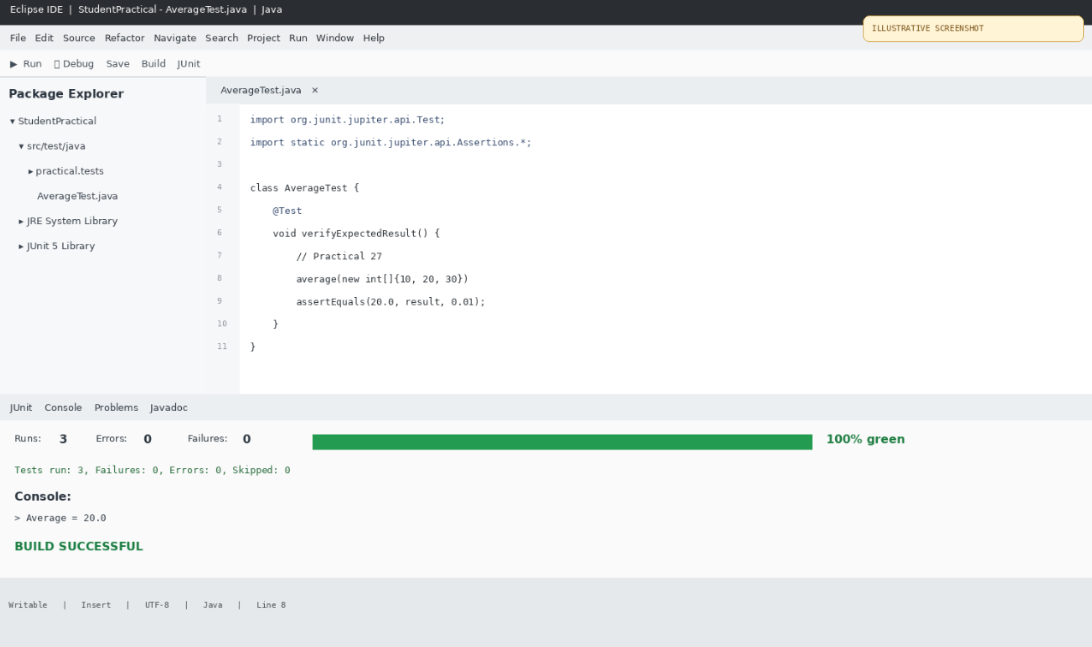 Eclipse IDE | StudentPractical - AverageTest.java | Java
ILLUSTRATIVE SCREENSHOT
File Edit Source Refactor Navigate Search Project Run Window Help
▶ Run Debug Save Build JUnit
Package Explorer
▾ StudentPractical
▾ src/test/java
▸ practical.tests
AverageTest.java
▸ JRE System Library
▸ JUnit 5 Library
AverageTest.java ✕
1 import org.junit.jupiter.api.Test;
2 import static org.junit.jupiter.api.Assertions.*;
3
4 class AverageTest {
5 @Test
6 void verifyExpectedResult() {
7 // Practical 27
8 average(new int[]{10, 20, 30})
9 assertEquals(20.0, result, 0.01);
10 }
11 }
JUnit Console Problems Javadoc
Runs: 3 Errors: 0 Failures: 0 100% green
Tests run: 3, Failures: 0, Errors: 0, Skipped: 0
Console:
> Average = 20.0
BUILD SUCCESSFUL
Writable | Insert | UTF-8 | Java | Line 8